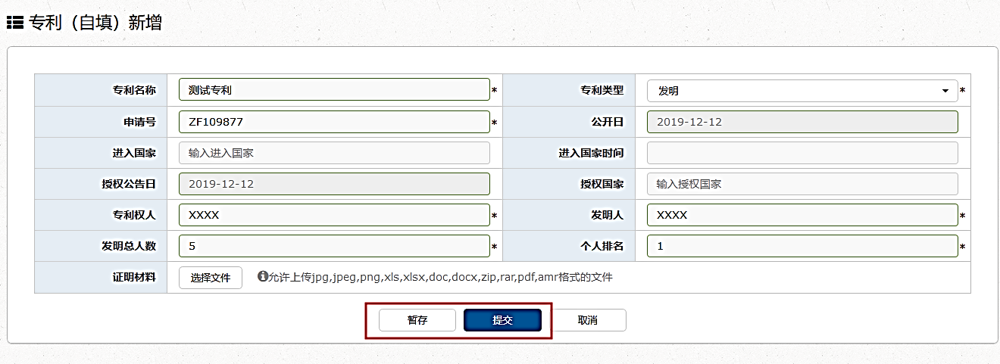 专利（自填）新增
专利名称 测试专利 * 专利类型 发明 *
申请号 ZF109877 * 公开日 2019-12-12
进入国家 输入进入国家 进入国家时间
授权公告日 2019-12-12 授权国家 输入授权国家
专利权人 XXXX * 发明人 XXXX *
发明总人数 5 * 个人排名 1 *
证明材料 选择文件 允许上传jpg,jpeg,png,xls,xlsx,doc,docx,zip,rar,pdf,amr格式的文件
暂存 提交 取消